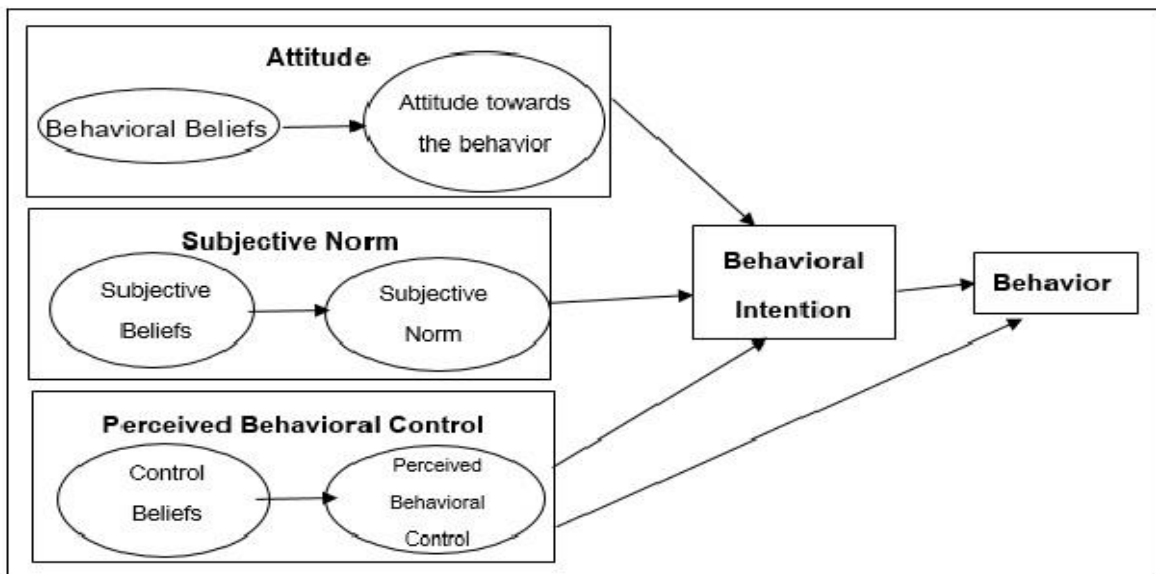 Attitude
Behavioral Beliefs
Attitude towards
the behavior
Subjective Norm
Subjective
Beliefs
Subjective
Norm
Behavioral
Intention
Behavior
Perceived Behavioral Control
Control
Beliefs
Perceived
Behavioral
Control